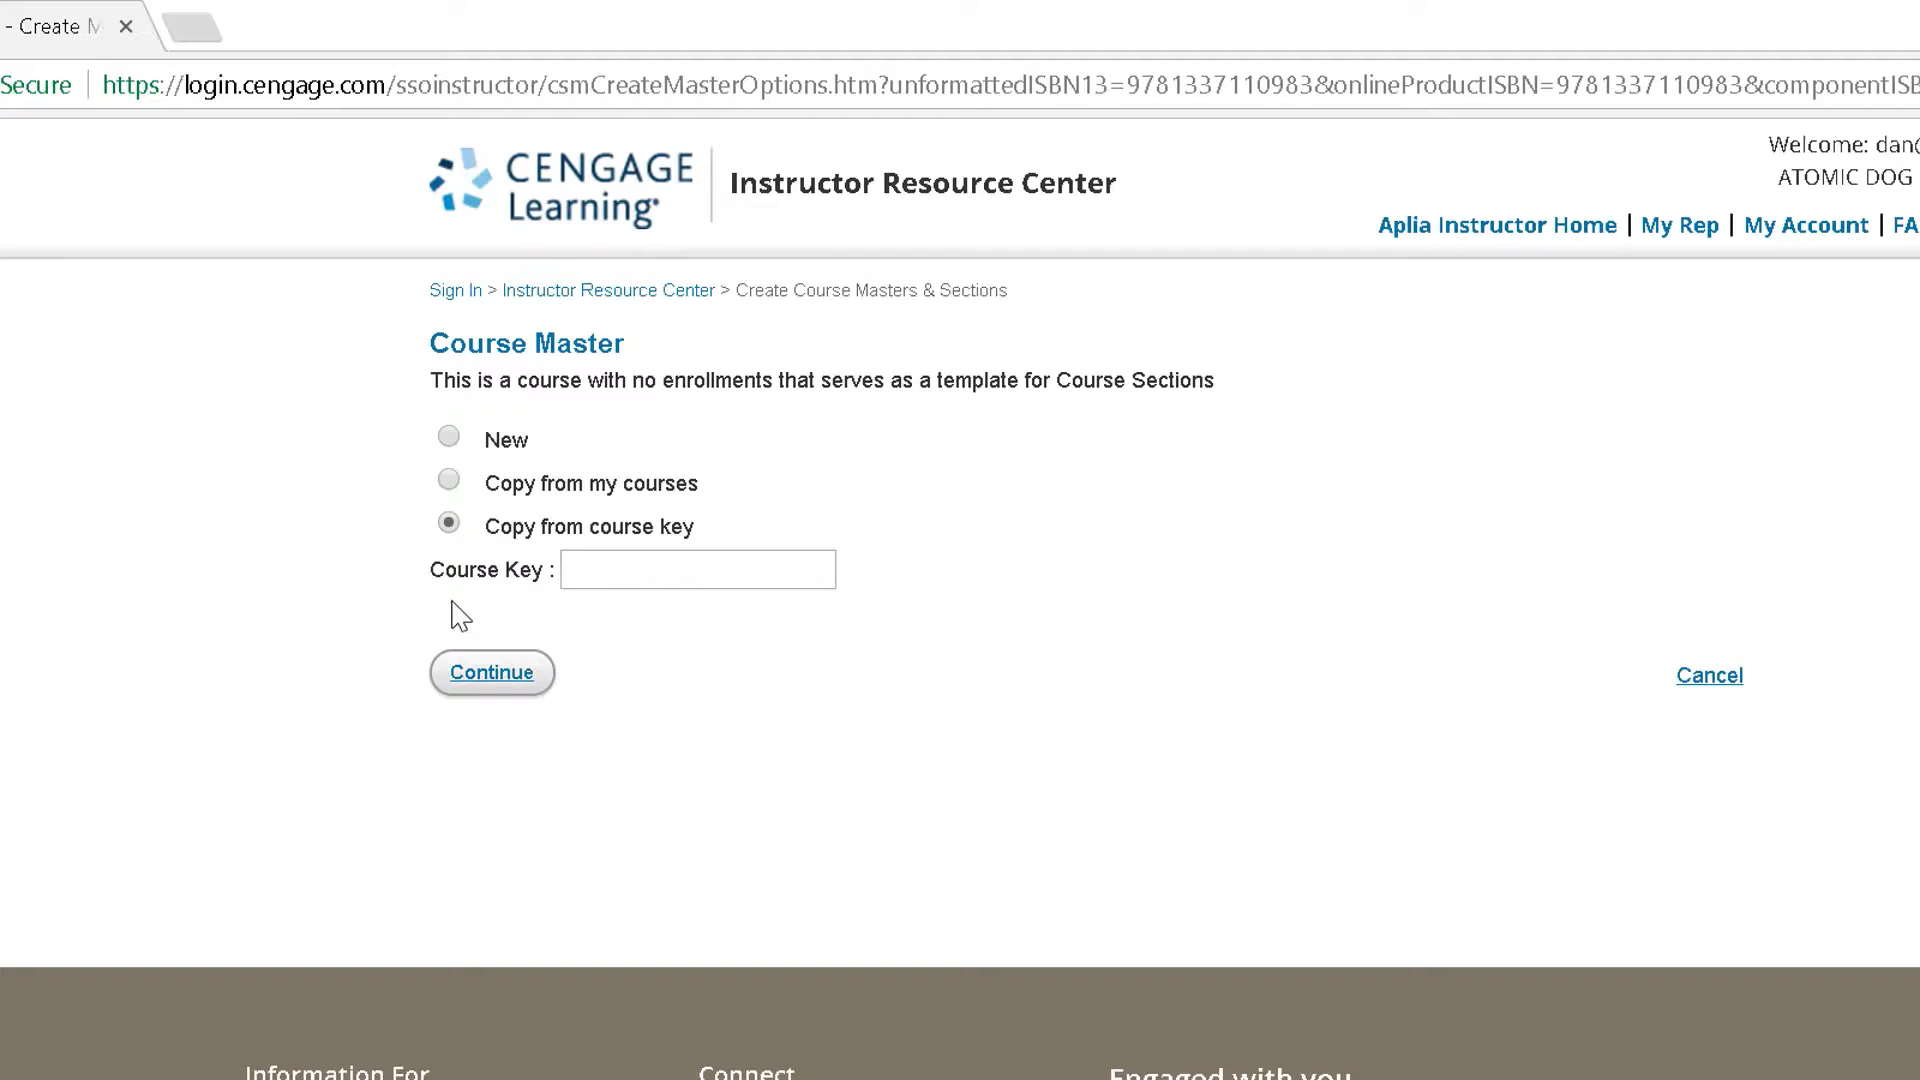 - Create M
Secure https://login.cengage.com/ssoinstructor/csmCreateMasterOptions.htm?unformattedISBN13=9781337110983&onlineProductISBN=9781337110983&componentISB
CENGAGE
Learning®
Instructor Resource Center
Welcome: dan@
ATOMIC DOG
Aplia Instructor Home | My Rep | My Account | FA
Sign In > Instructor Resource Center > Create Course Masters & Sections
Course Master
This is a course with no enrollments that serves as a template for Course Sections
New
Copy from my courses
Copy from course key
Course Key :
Continue
Cancel
Information For
Connect
Engaged with you